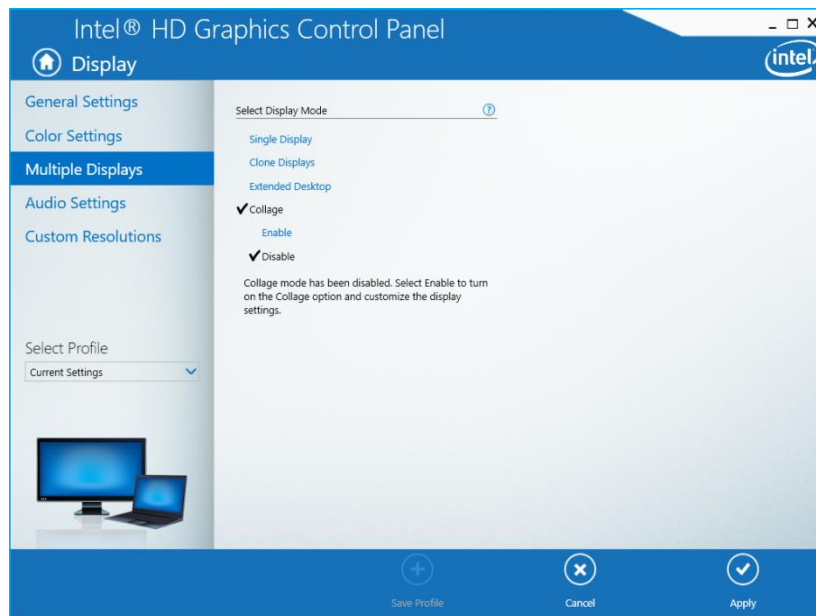 Intel® HD Graphics Control Panel
Display
intel
General Settings
Color Settings
Multiple Displays
Audio Settings
Custom Resolutions
Select Profile
Current Settings
Select Display Mode
Single Display
Clone Displays
Extended Desktop
Collage
Enable
Disable
Collage mode has been disabled. Select Enable to turn
on the Collage option and customize the display
settings.
Save Profile
Cancel
Apply